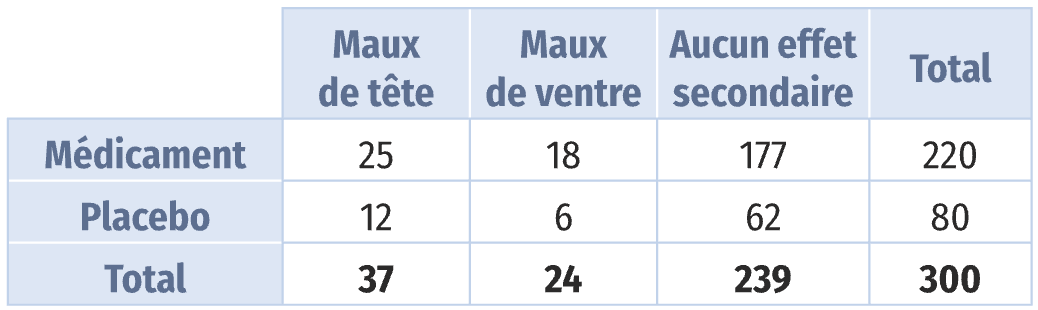 Maux de tête Maux de ventre Aucun effet secondaire Total
Médicament 25 18 177 220
Placebo 12 6 62 80
Total 37 24 239 300